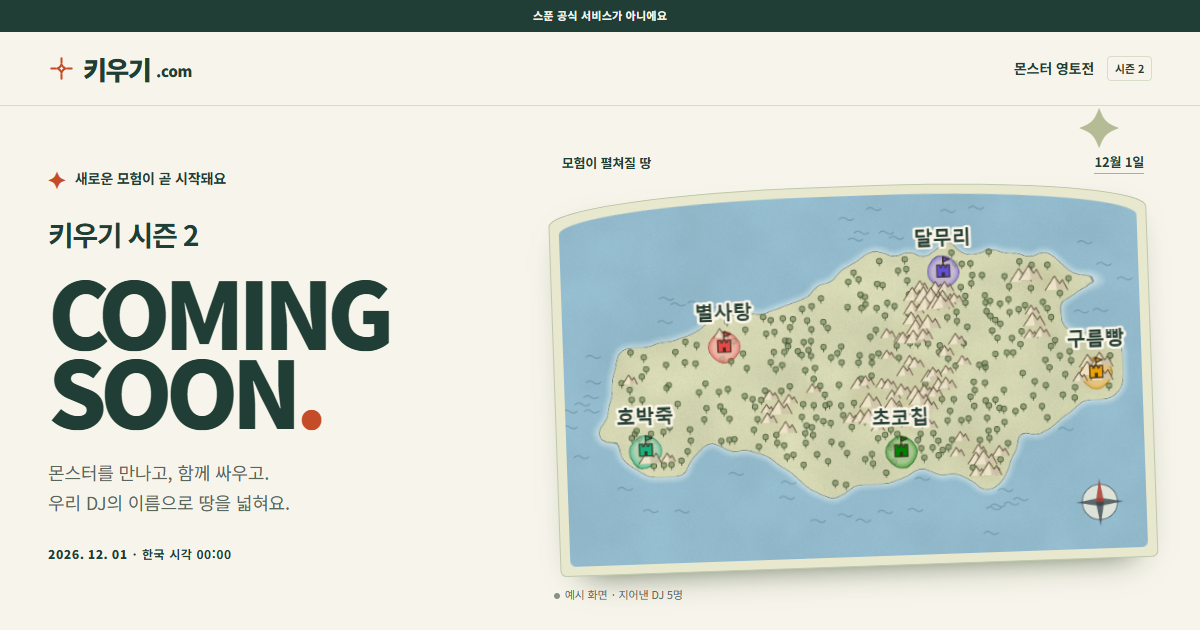 스푼 공식 서비스가 아니에요
키우기 .com
몬스터 영토전 시즌 2
새로운 모험이 곧 시작돼요
키우기 시즌 2
COMING
SOON.
몬스터를 만나고, 함께 싸우고.
우리 DJ의 이름으로 땅을 넓혀요.
2026. 12. 01 · 한국 시각 00:00
모험이 펼쳐질 땅
12월 1일
달무리
별사탕
구름빵
호박죽
초코칩
예시 화면 · 지어낸 DJ 5명